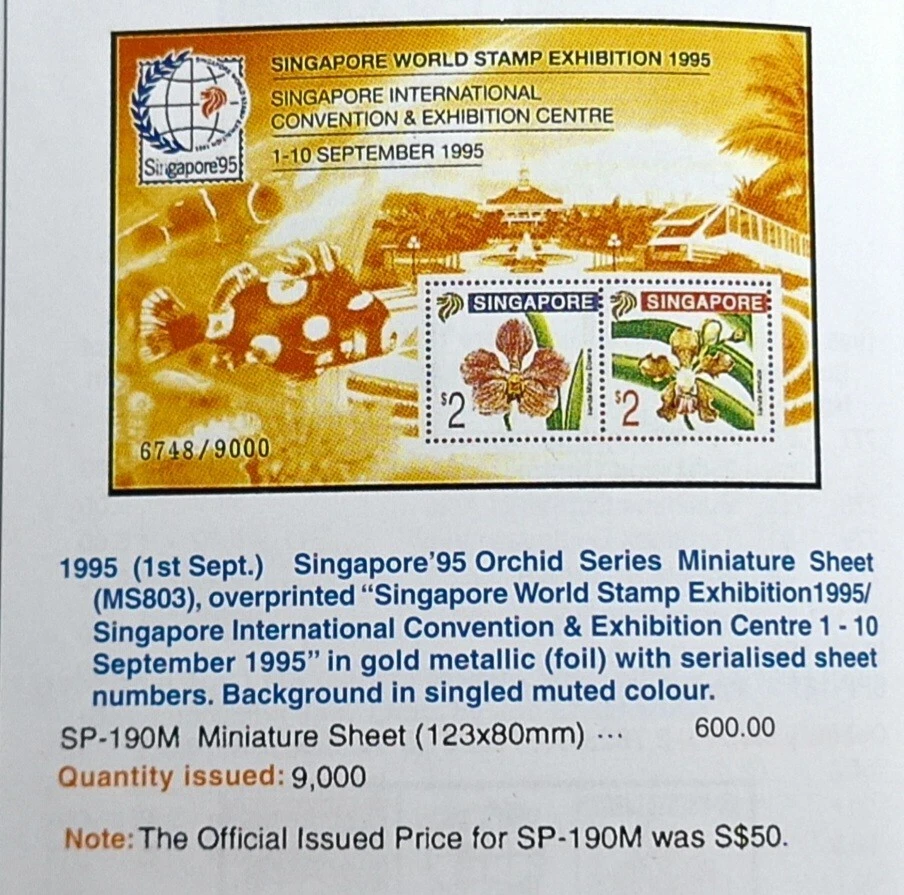 SINGAPORE WORLD STAMP EXHIBITION 1995
SINGAPORE INTERNATIONAL
CONVENTION & EXHIBITION CENTRE
1-10 SEPTEMBER 1995
Singapore'95
SINGAPORE
SINGAPORE
$2
$2
6748/9000
1995 (1st Sept.) Singapore'95 Orchid Series Miniature Sheet
(MS803), overprinted “Singapore World Stamp Exhibition1995/
Singapore International Convention & Exhibition Centre 1 - 10
September 1995” in gold metallic (foil) with serialised sheet
numbers. Background in singled muted colour.
SP-190M Miniature Sheet (123x80mm) ... 600.00
Quantity issued: 9,000
Note: The Official Issued Price for SP-190M was S$50.